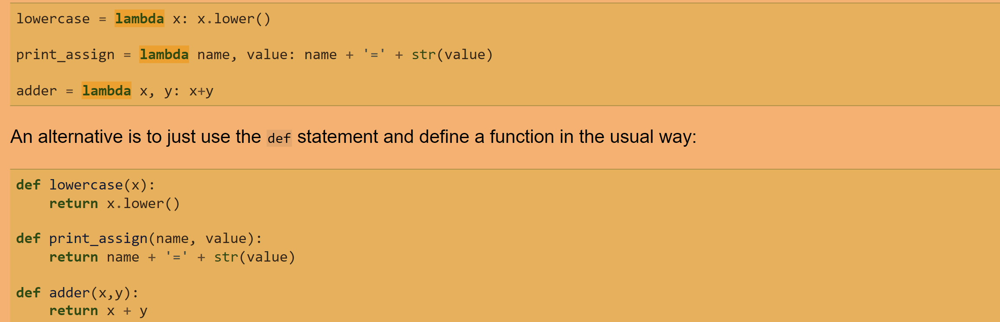 lowercase = lambda x: x.lower()
print_assign = lambda name, value: name + '=' + str(value)
adder = lambda x, y: x+y
An alternative is to just use the def statement and define a function in the usual way:
def lowercase(x):
    return x.lower()
def print_assign(name, value):
    return name + '=' + str(value)
def adder(x,y):
    return x + y